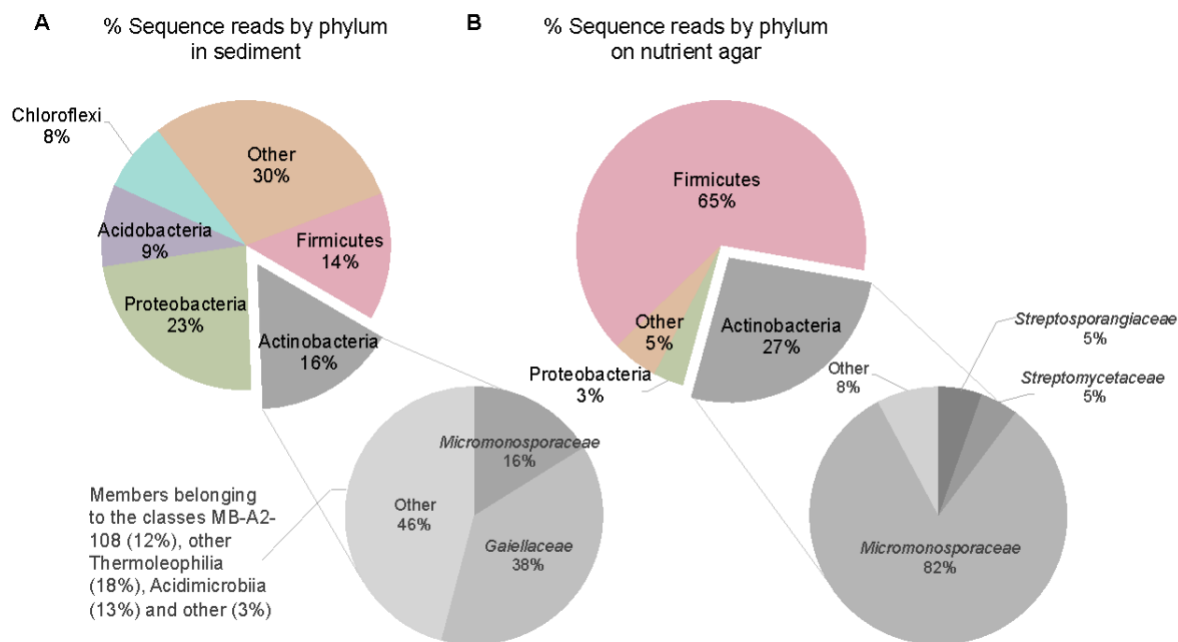 A
% Sequence reads by phylum
in sediment
Chloroflexi
8%
Other
30%
Acidobacteria
9%
Firmicutes
14%
Proteobacteria
23%
Actinobacteria
16%
Micromonosporaceae
16%
Other
46%
Gaiellaceae
38%
Members belonging
to the classes MB-A2-
108 (12%), other
Thermoleophilia
(18%), Acidimicrobiia
(13%) and other (3%)
B
% Sequence reads by phylum
on nutrient agar
Firmicutes
65%
Other
5%
Actinobacteria
27%
Proteobacteria
3%
Streptosporangiaceae
5%
Other
8%
Streptomycetaceae
5%
Micromonosporaceae
82%